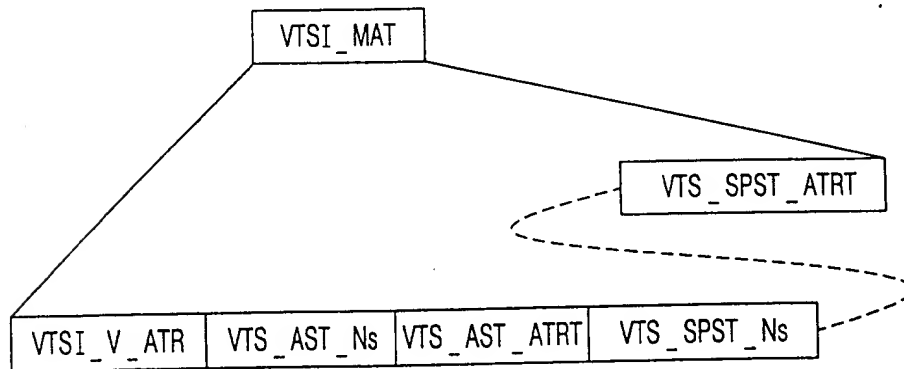 VTSI_MAT
VTS_SPST_ATRT
VTSI_V_ATR VTS_AST_Ns VTS_AST_ATRT VTS_SPST_Ns